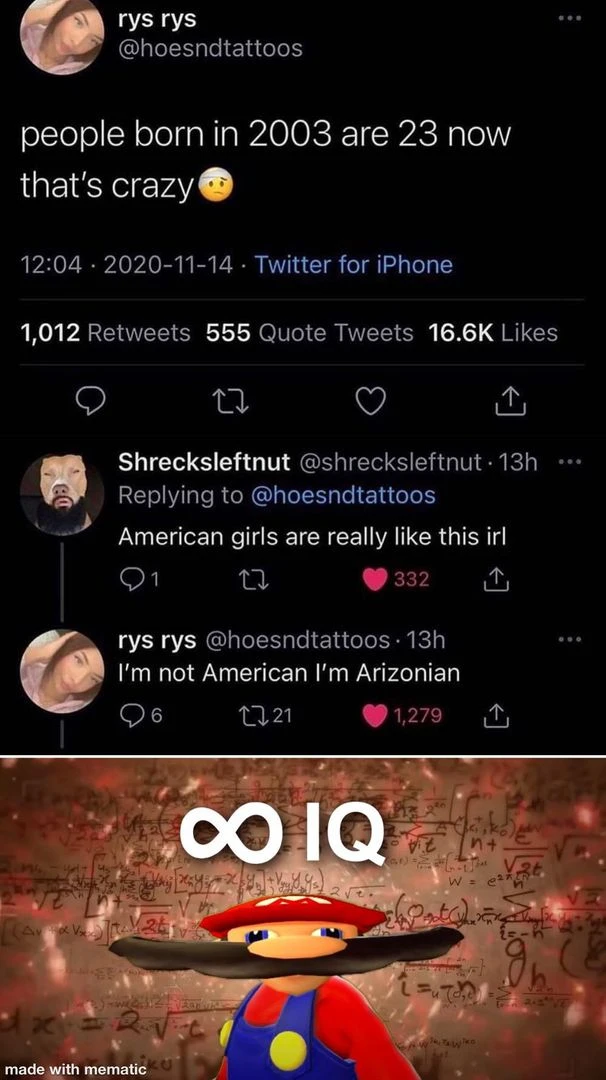 rys rys
@hoesndtattoos
people born in 2003 are 23 now
that's crazy🤕
12:04 · 2020-11-14 · Twitter for iPhone
1,012 Retweets 555 Quote Tweets 16.6K Likes
Shrecksleftnut @shrecksleftnut · 13h
Replying to @hoesndtattoos
American girls are really like this irl
1 332
rys rys @hoesndtattoos · 13h
I'm not American I'm Arizonian
6 21 1,279
∞ IQ
made with mematic